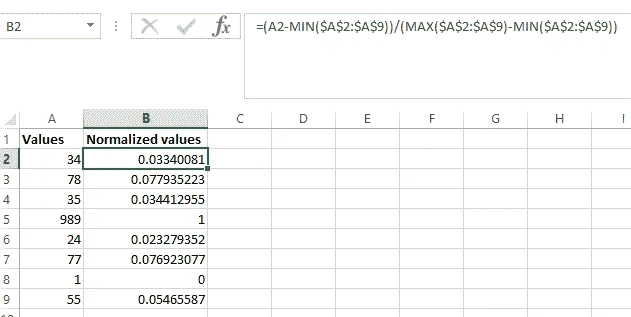 B2 fx =(A2-MIN($A$2:$A$9))/(MAX($A$2:$A$9)-MIN($A$2:$A$9))
A B C D E F G H I
1 Values Normalized values
2 34 0.03340081
3 78 0.077935223
4 35 0.034412955
5 989 1
6 24 0.023279352
7 77 0.076923077
8 1 0
9 55 0.05465587